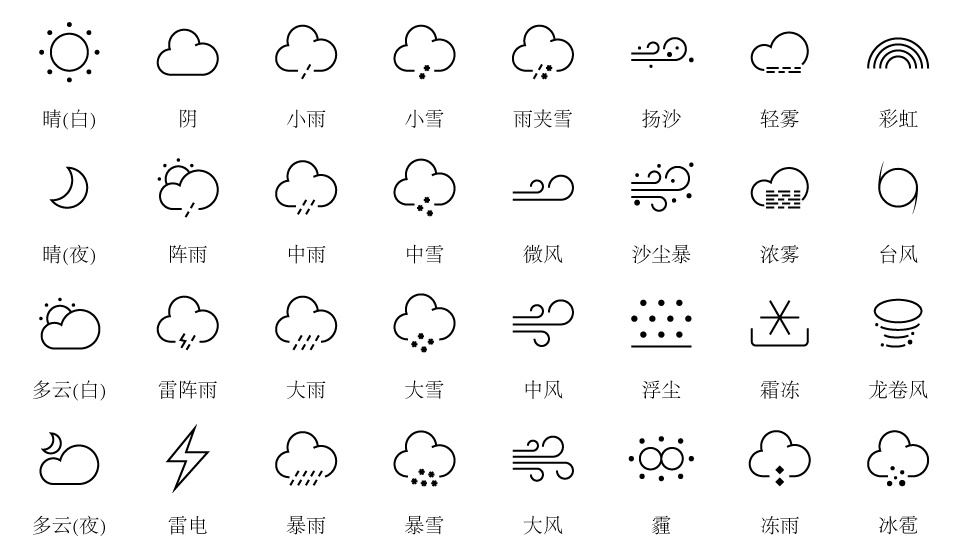 晴(白) 阴 小雨 小雪 雨夹雪 扬沙 轻雾 彩虹
晴(夜) 阵雨 中雨 中雪 微风 沙尘暴 浓雾 台风
多云(白) 雷阵雨 大雨 大雪 中风 浮尘 霜冻 龙卷风
多云(夜) 雷电 暴雨 暴雪 大风 霾 冻雨 冰雹